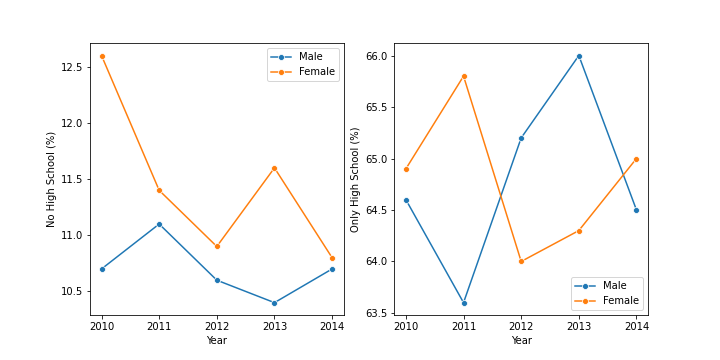 No High School (%)
12.5
12.0
11.5
11.0
10.5
2010 2011 2012 2013 2014
Year
Male
Female
Only High School (%)
66.0
65.5
65.0
64.5
64.0
63.5
2010 2011 2012 2013 2014
Year
Male
Female